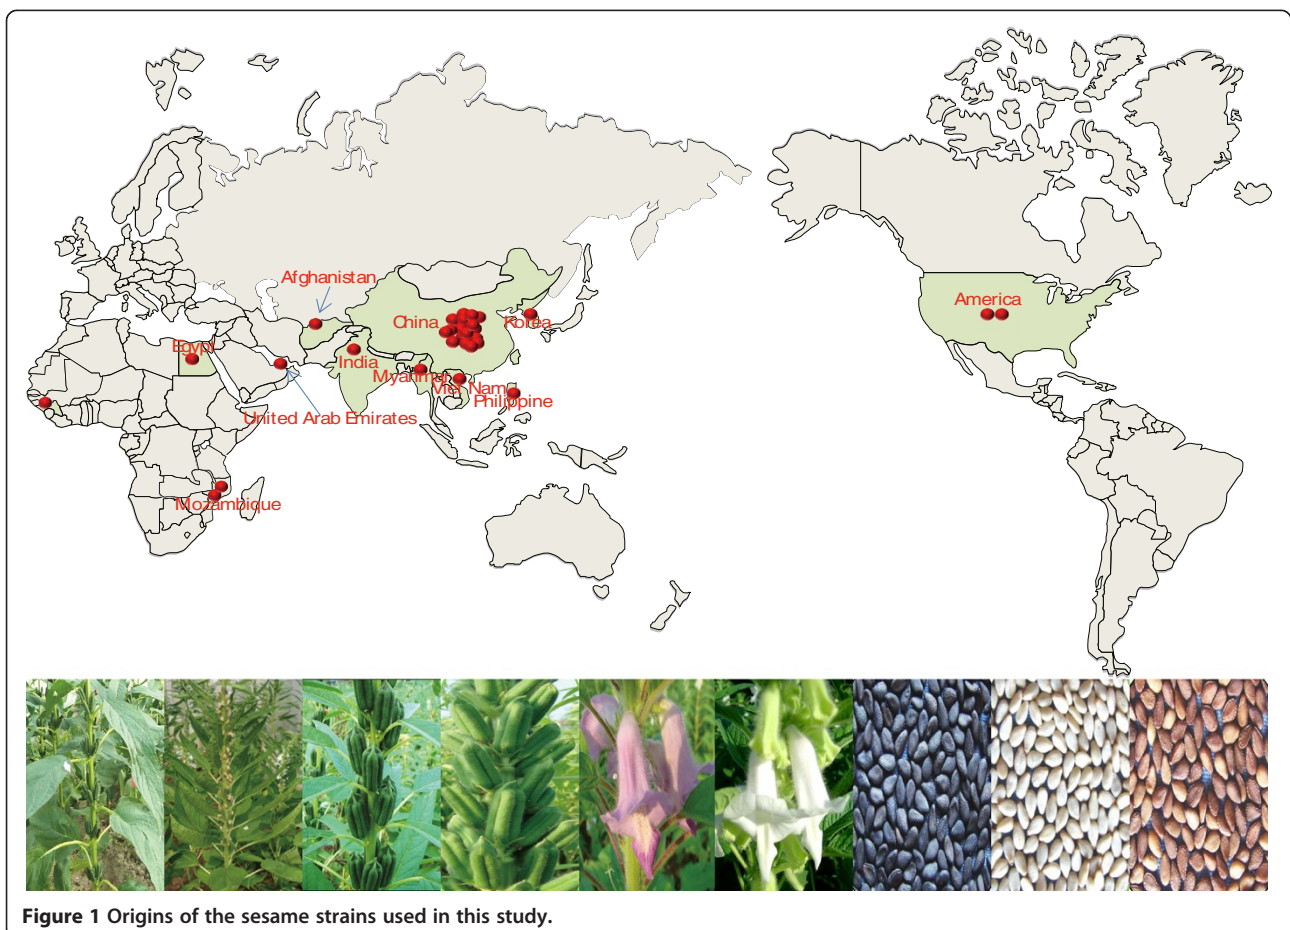 Afghanistan
China
Korea
America
Egypt
India
Myanmar
Viet Nam
Philippine
United Arab Emirates
Mozambique
Figure 1 Origins of the sesame strains used in this study.